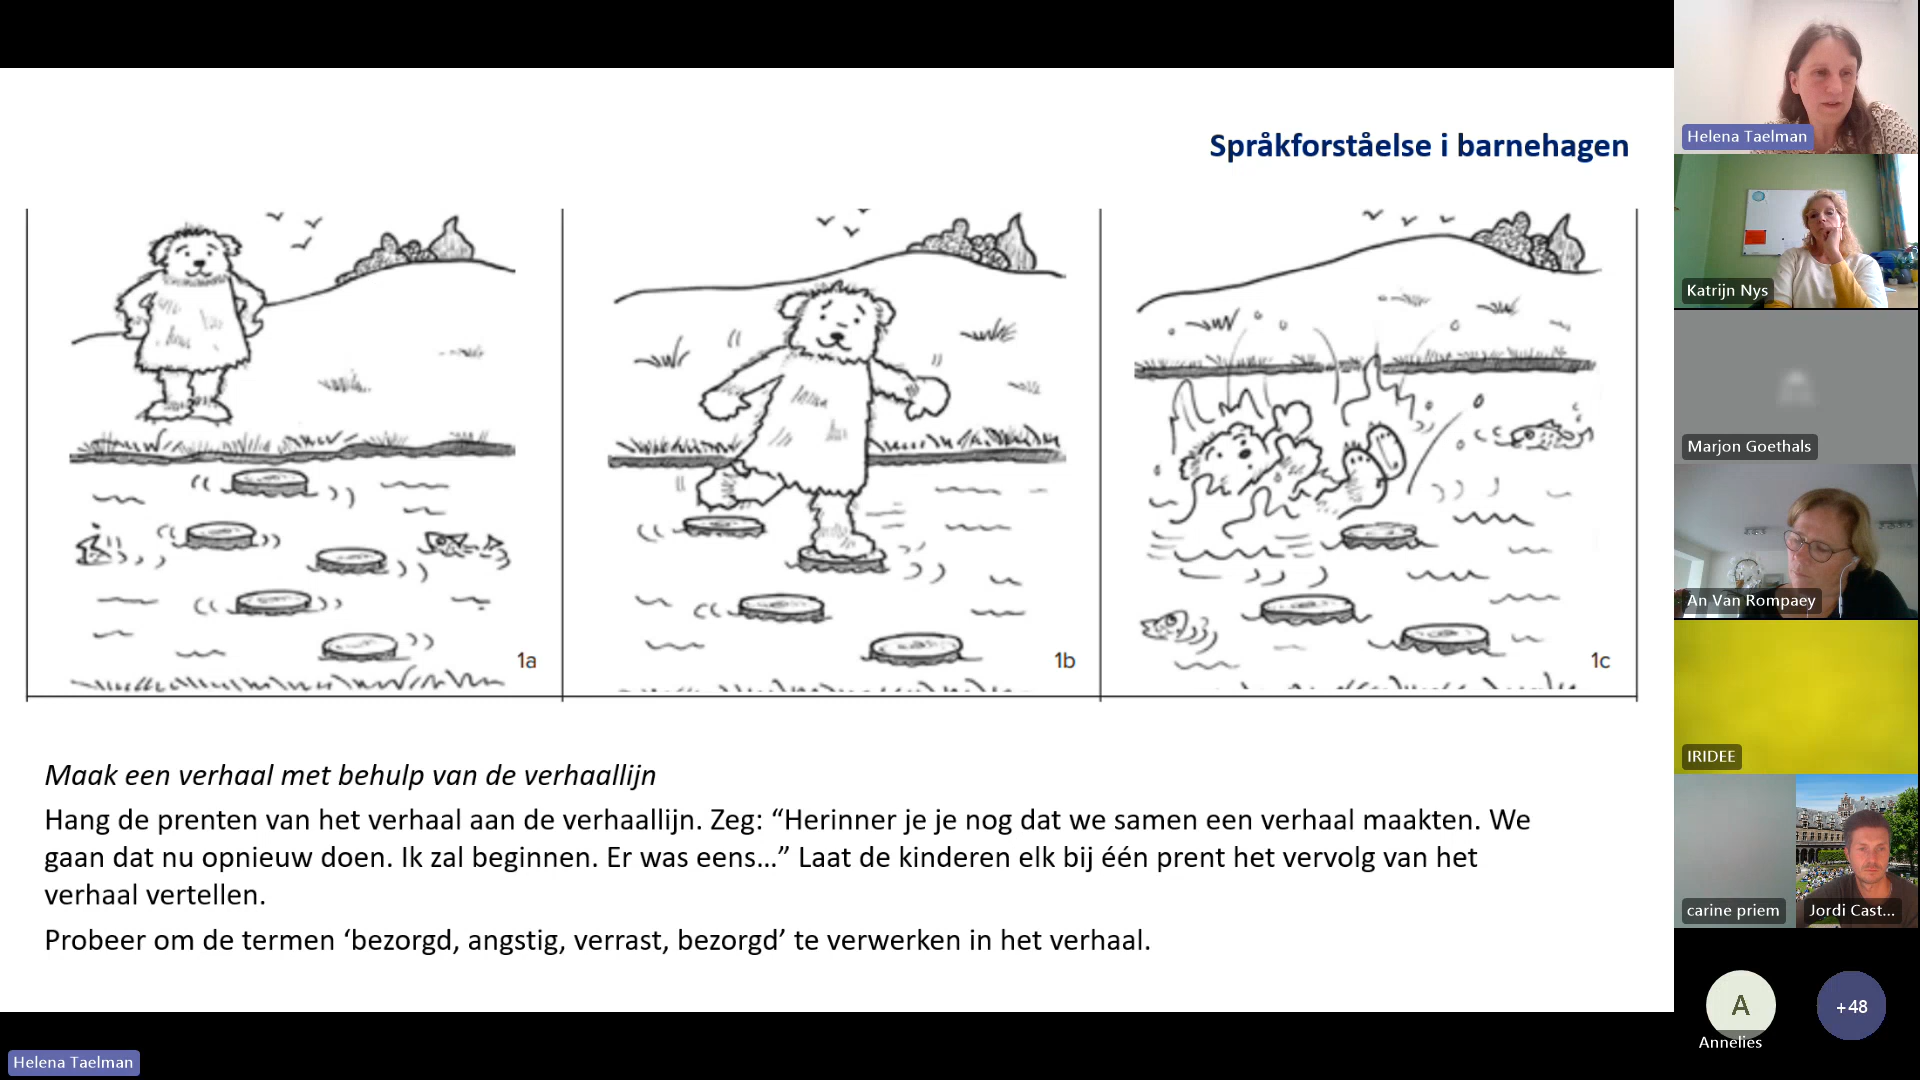 Språkforståelse i barnehagen
1a
1b
1c
Maak een verhaal met behulp van de verhaallijn
Hang de prenten van het verhaal aan de verhaallijn. Zeg: “Herinner je je nog dat we samen een verhaal maakten. We
gaan dat nu opnieuw doen. Ik zal beginnen. Er was eens…” Laat de kinderen elk bij één prent het vervolg van het
verhaal vertellen.
Probeer om de termen ‘bezorgd, angstig, verrast, bezorgd’ te verwerken in het verhaal.
Helena Taelman
Helena Taelman
Katrijn Nys
Marjon Goethals
An Van Rompaey
IRIDEE
carine priem
Jordi Cast...
A
Annelies
+48